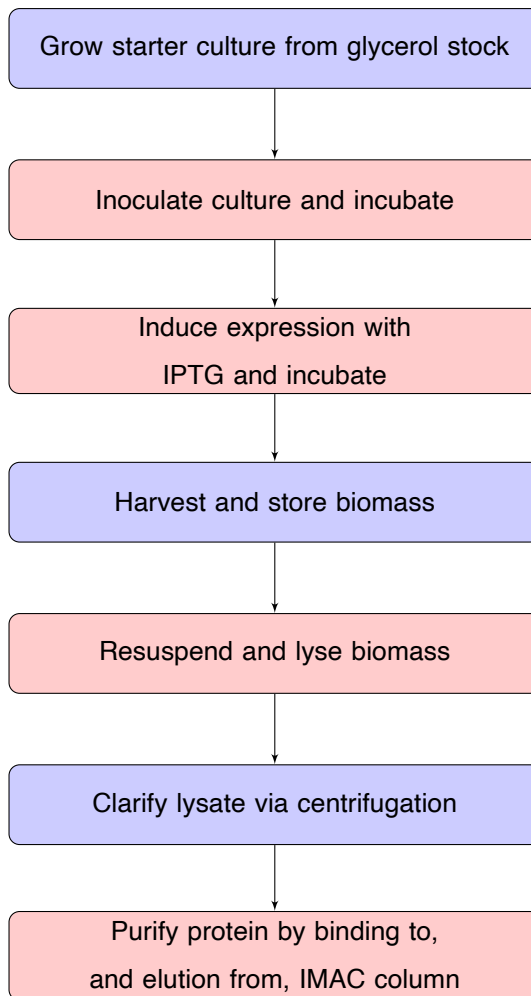 Grow starter culture from glycerol stock
Inoculate culture and incubate
Induce expression with
IPTG and incubate
Harvest and store biomass
Resuspend and lyse biomass
Clarify lysate via centrifugation
Purify protein by binding to,
and elution from, IMAC column